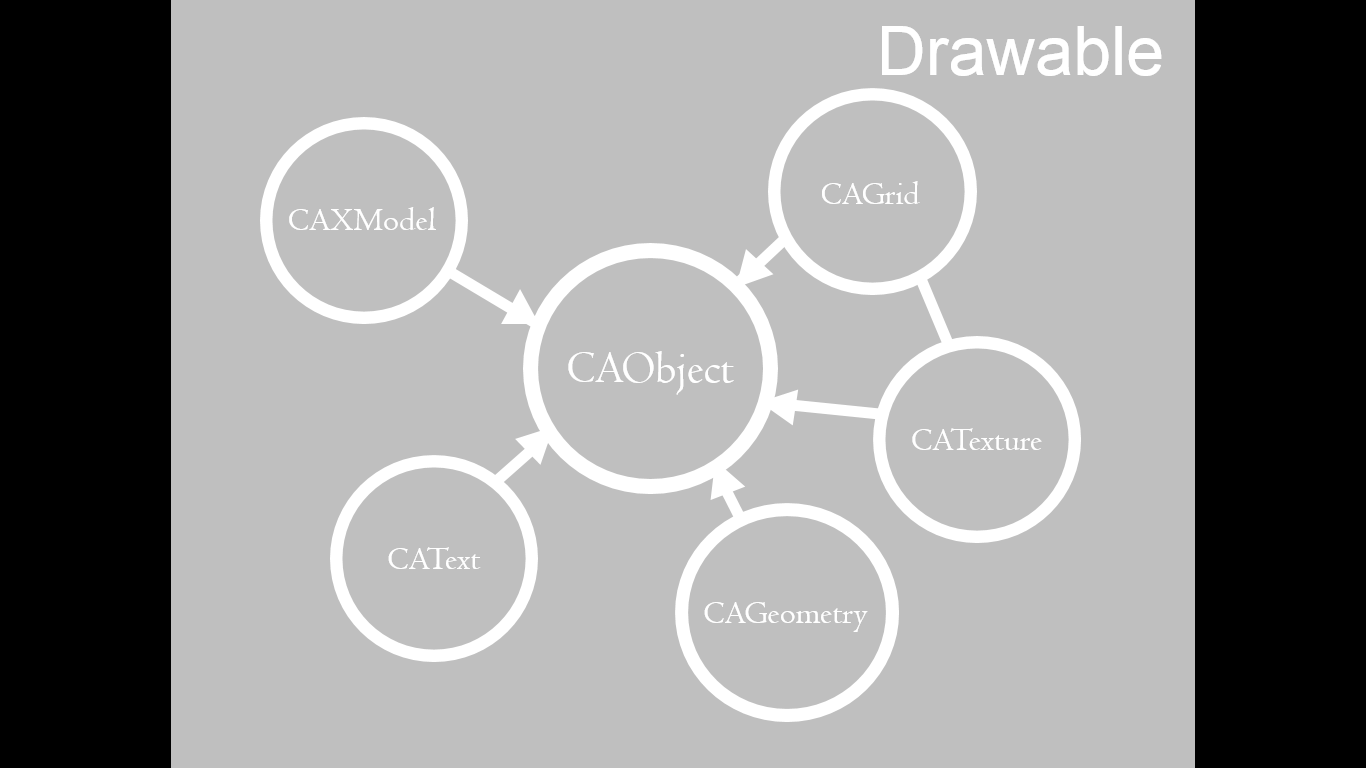 Drawable
CAXModel
CAGrid
CAObject
CATexture
CAText
CAGeometry